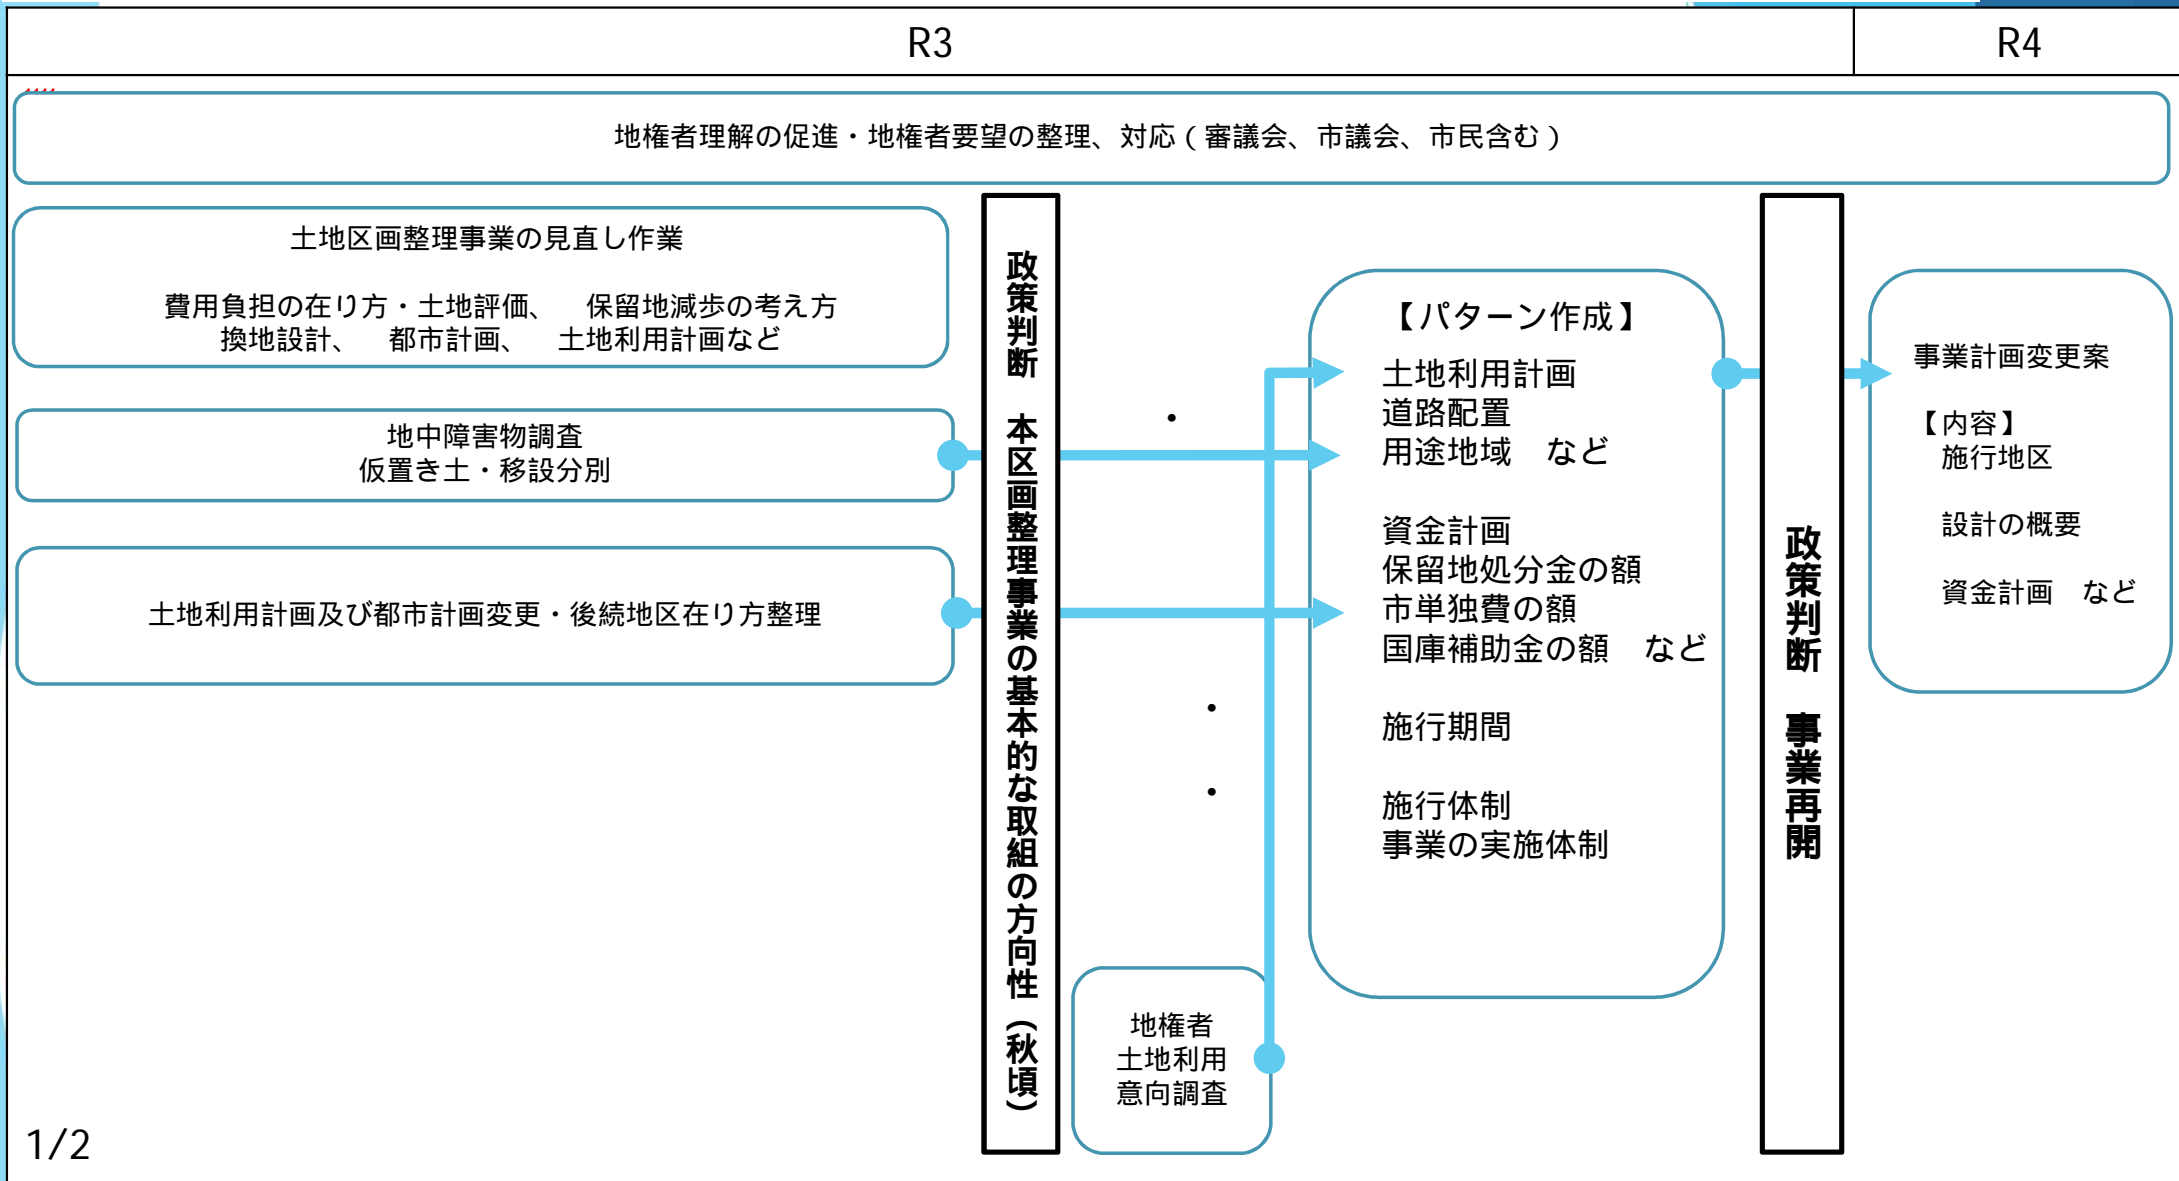 R3
R4
地権者理解の促進・地権者要望の整理、対応(審議会、市議会、市民含む)
土地区画整理事業の見直し作業
費用負担の在り方・土地評価、　保留地減歩の考え方
換地設計、　都市計画、　土地利用計画など
地中障害物調査
仮置き土・移設分別
土地利用計画及び都市計画変更・後続地区在り方整理
政策判断　本区画整理事業の基本的な取組の方向性(秋頃)
・
・
・
地権者
土地利用
意向調査
【パターン作成】
土地利用計画
道路配置
用途地域　など
資金計画
保留地処分金の額
市単独費の額
国庫補助金の額　など
施行期間
施行体制
事業の実施体制
政策判断　事業再開
事業計画変更案
【内容】
施行地区
設計の概要
資金計画　など
1/2